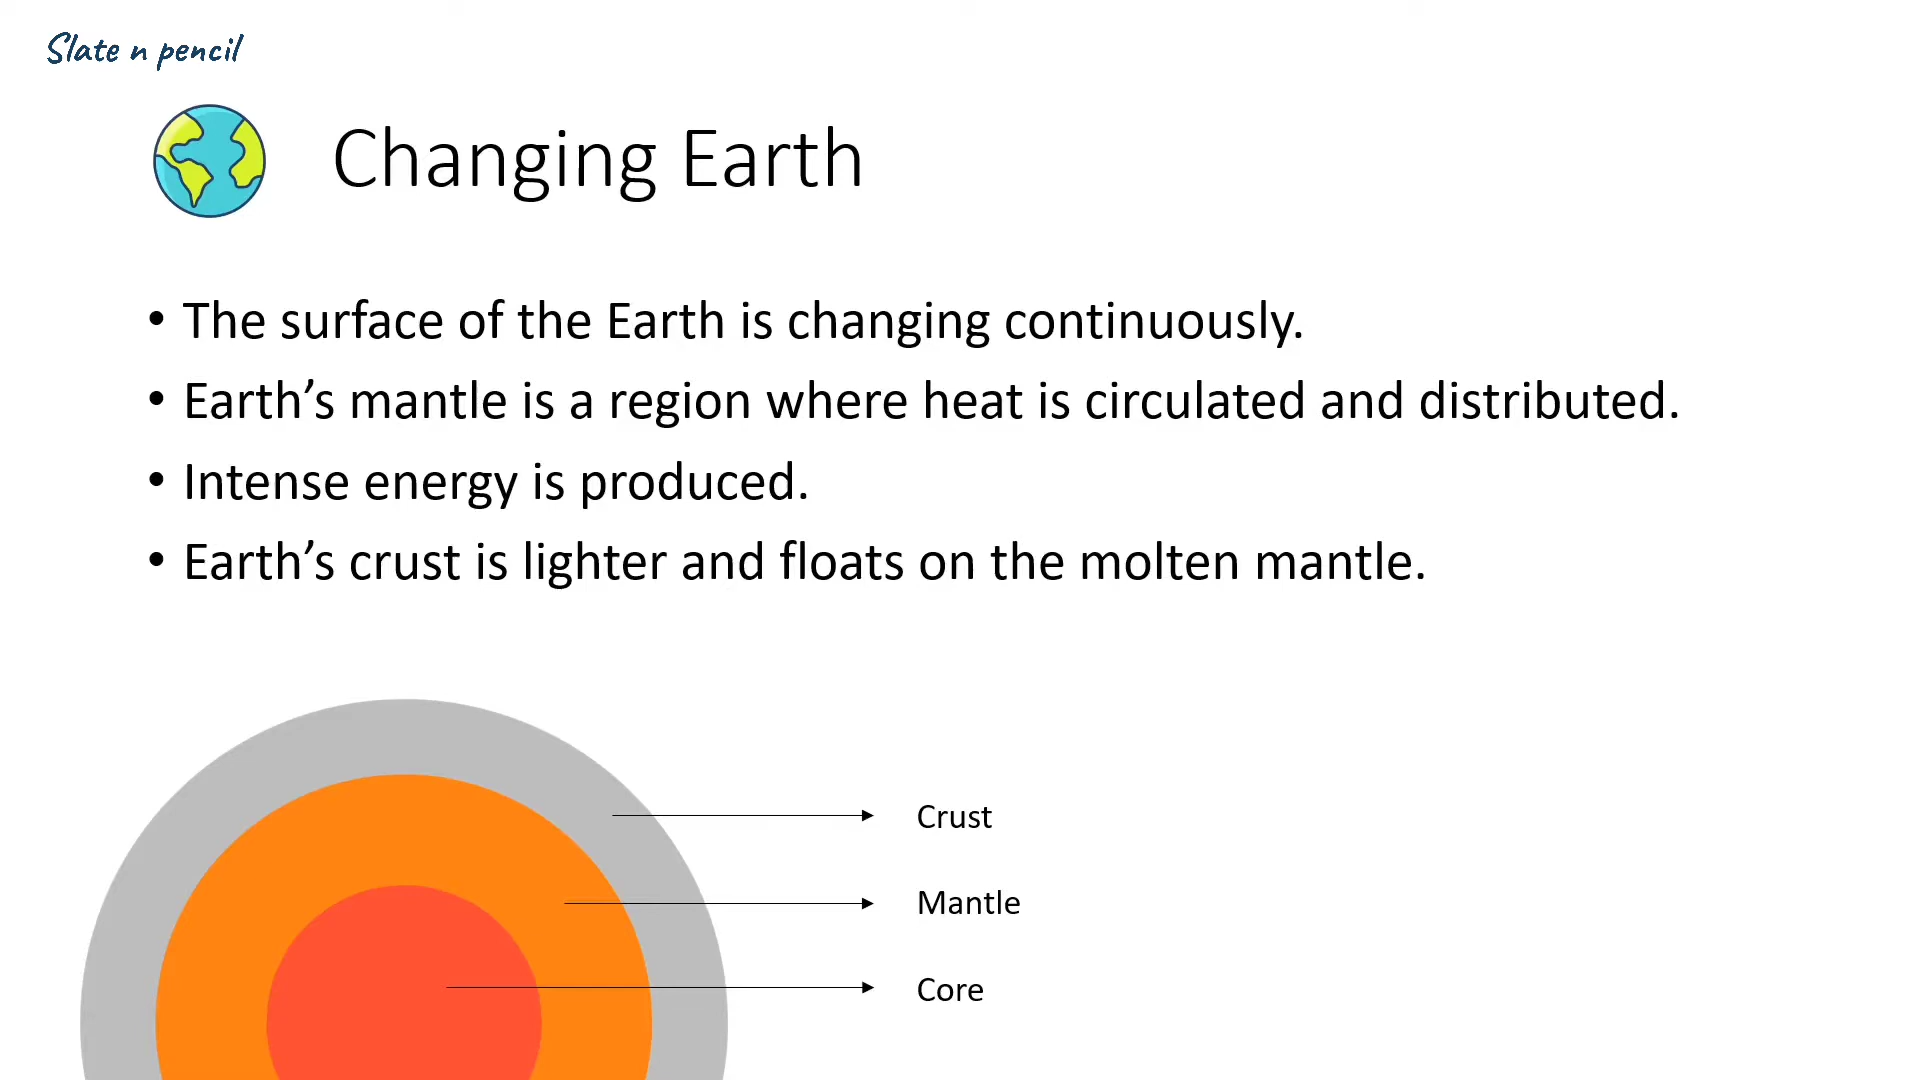 Slate n pencil
Changing Earth
• The surface of the Earth is changing continuously.
• Earth’s mantle is a region where heat is circulated and distributed.
• Intense energy is produced.
• Earth’s crust is lighter and floats on the molten mantle.
Crust
Mantle
Core